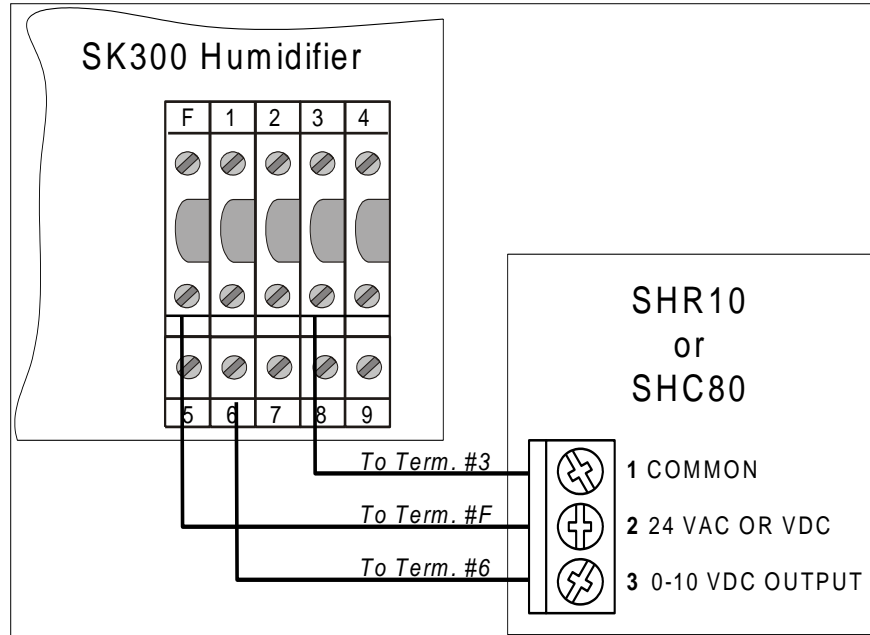 SK300 Humidifier
F 1 2 3 4
5 6 7 8 9
SHR10
or
SHC80
To Term. #3
1 COMMON
To Term. #F
2 24 VAC OR VDC
To Term. #6
3 0-10 VDC OUTPUT